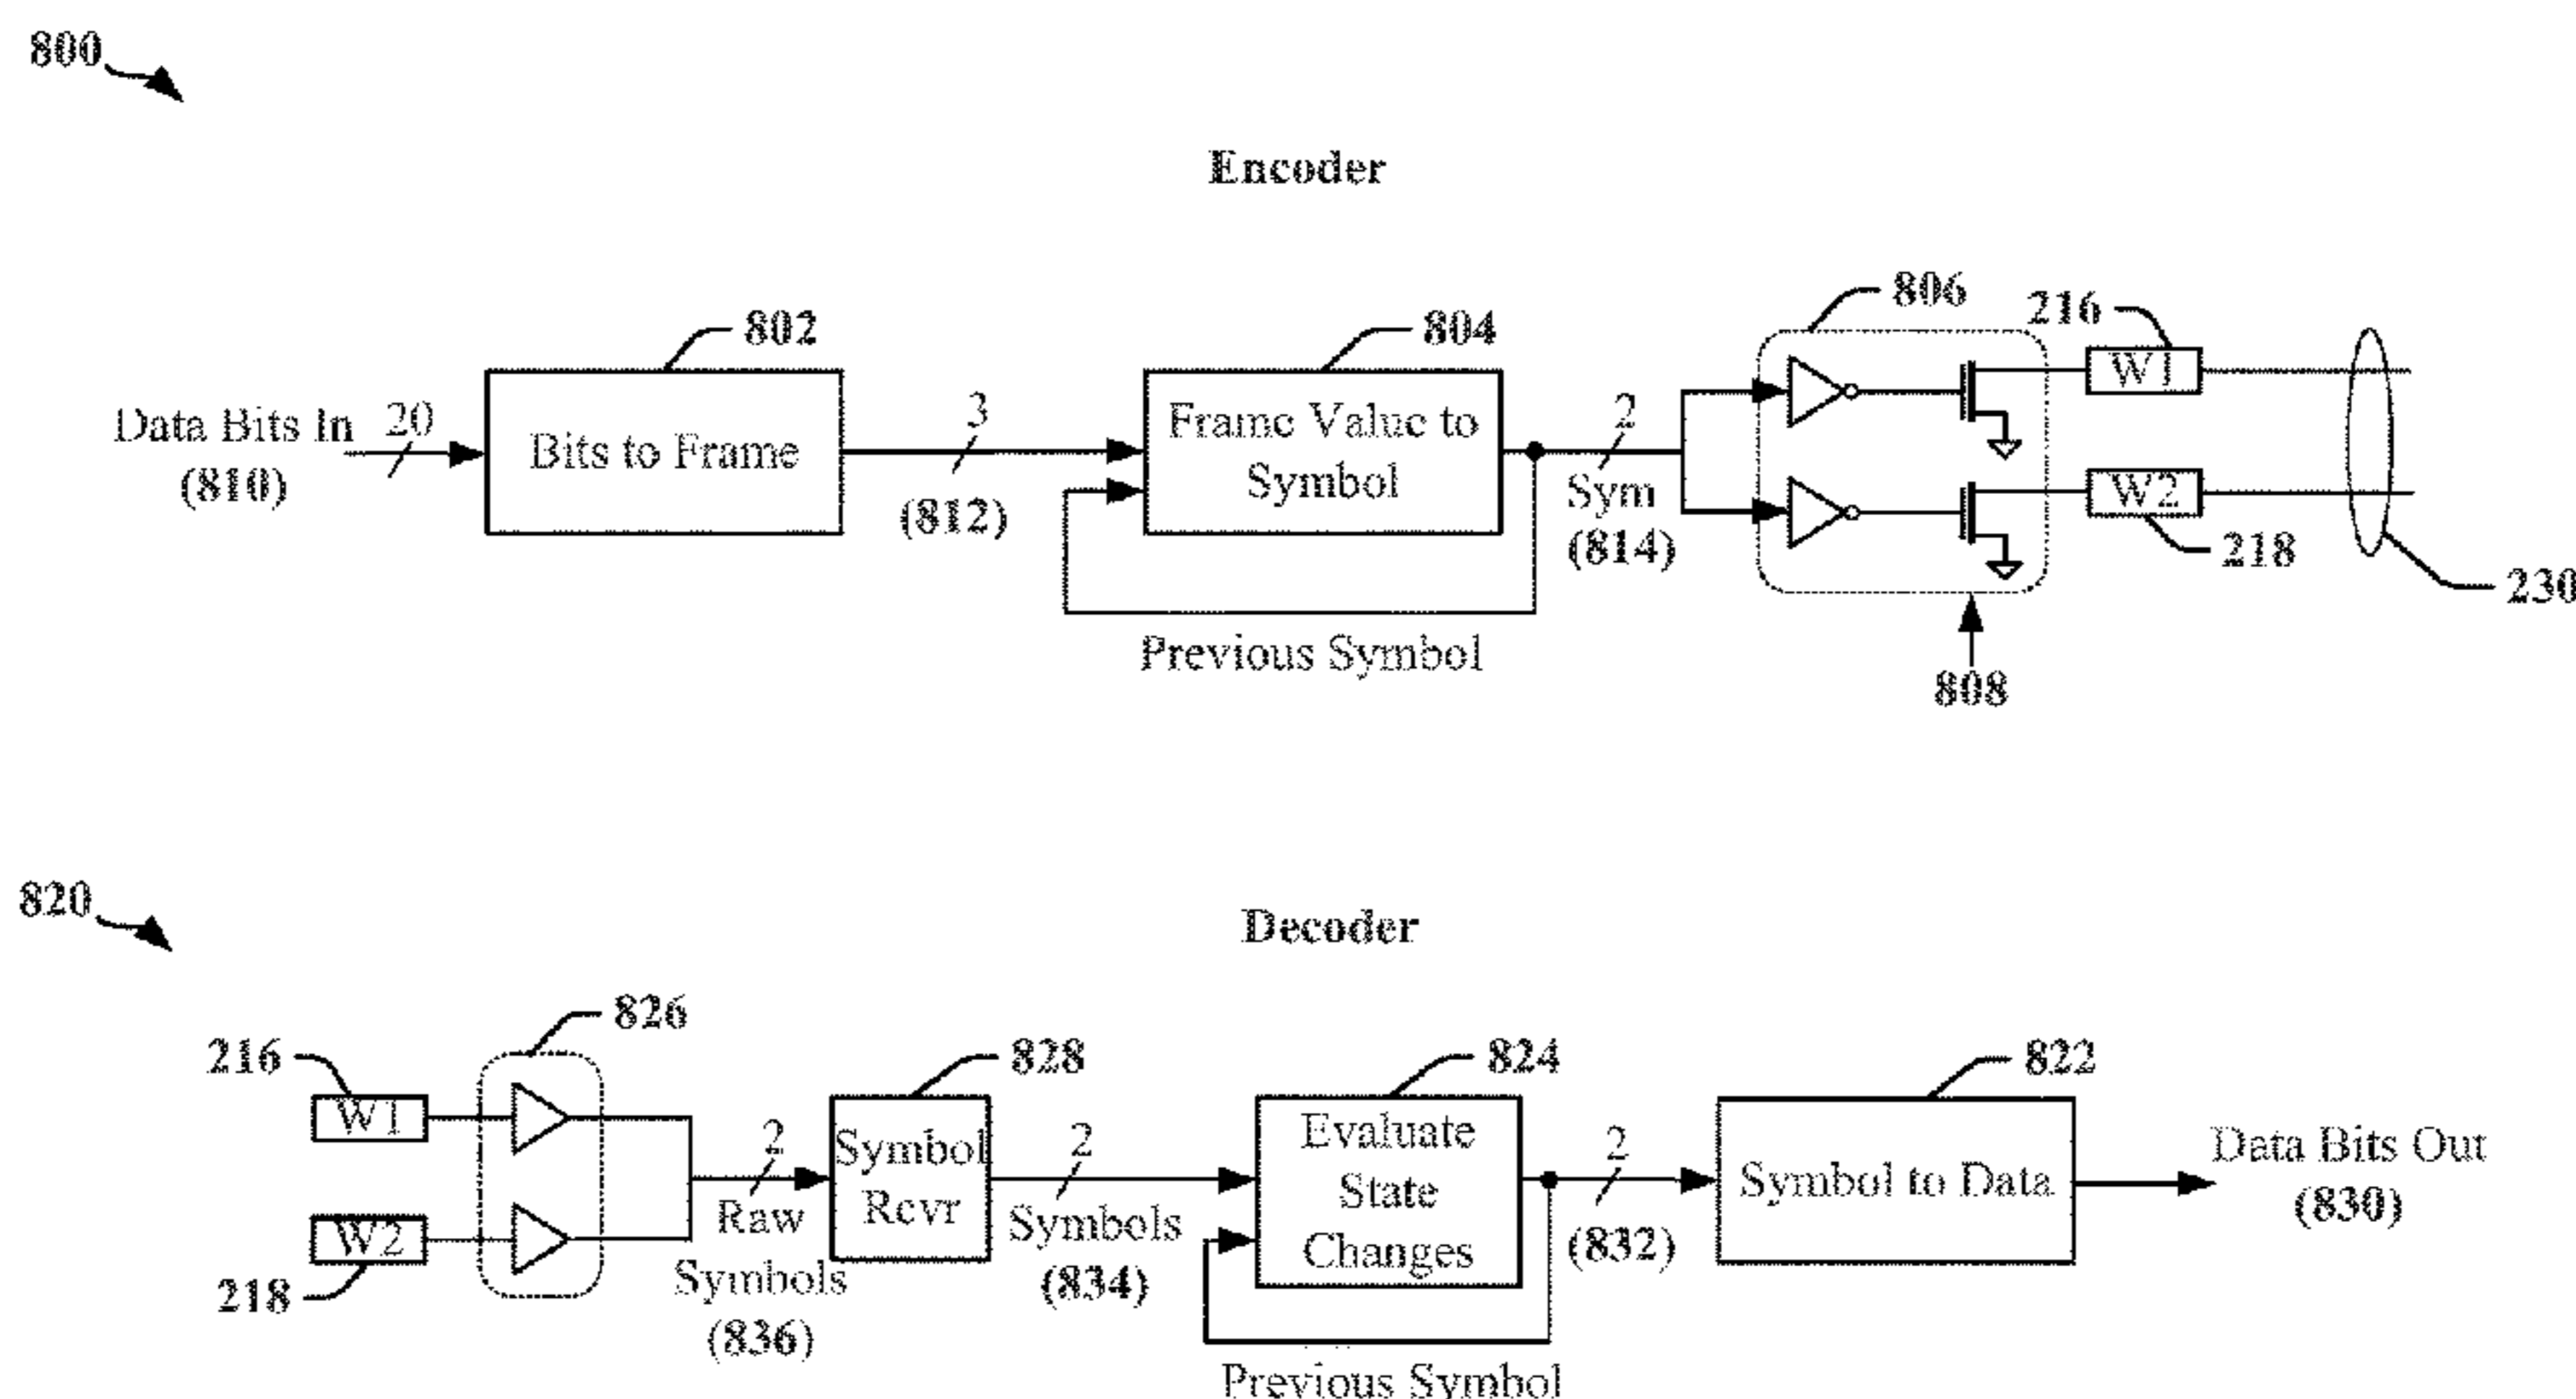 800
Encoder
802
804
806
216
Data Bits In
(810)
20
Bits to Frame
3
(812)
Frame Value to
Symbol
2
Sym
(814)
W1
W2
218
230
Previous Symbol
808
820
Decoder
216
826
828
824
822
W1
W2
218
2
Raw
Symbols
(836)
Symbol
Rcvr
2
Symbols
(834)
Evaluate
State
Changes
2
(832)
Symbol to Data
Data Bits Out
(830)
Previous Symbol